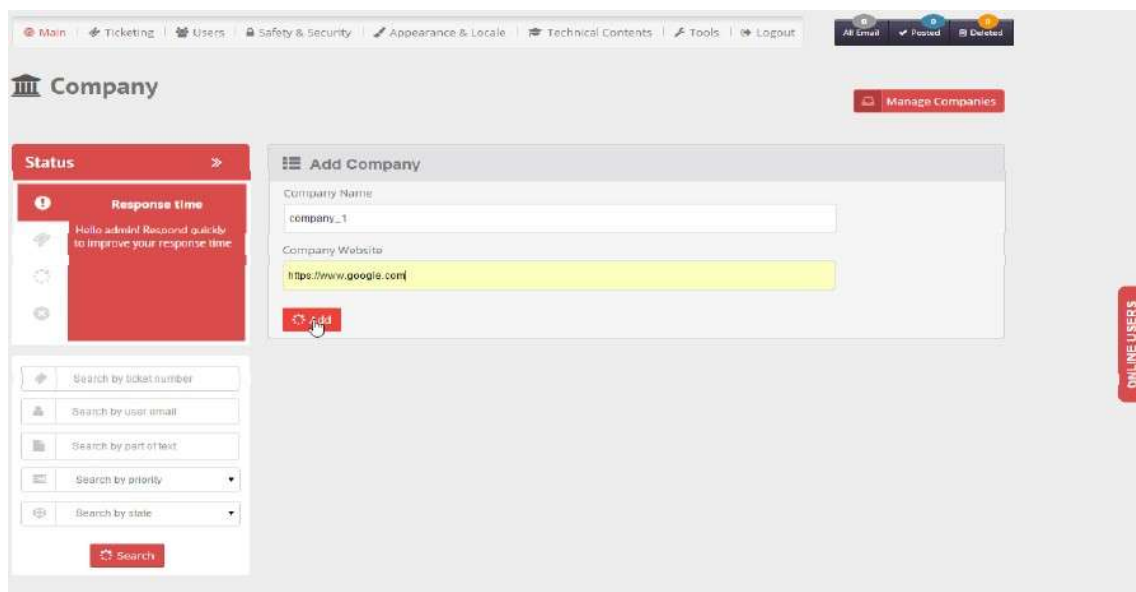 Main Ticketing Users Safety & Security Appearance & Locale Technical Contents Tools Logout
0 0 0
All Email Posted Deleted
Company
Manage Companies
Status
Response time
Hello admin! Respond quickly
to improve your response time
Add Company
Company Name
company_1
Company Website
https://www.google.com
Add
ONLINE USERS
Search by ticket number
Search by user email
Search by part of text
Search by priority
Search by state
Search